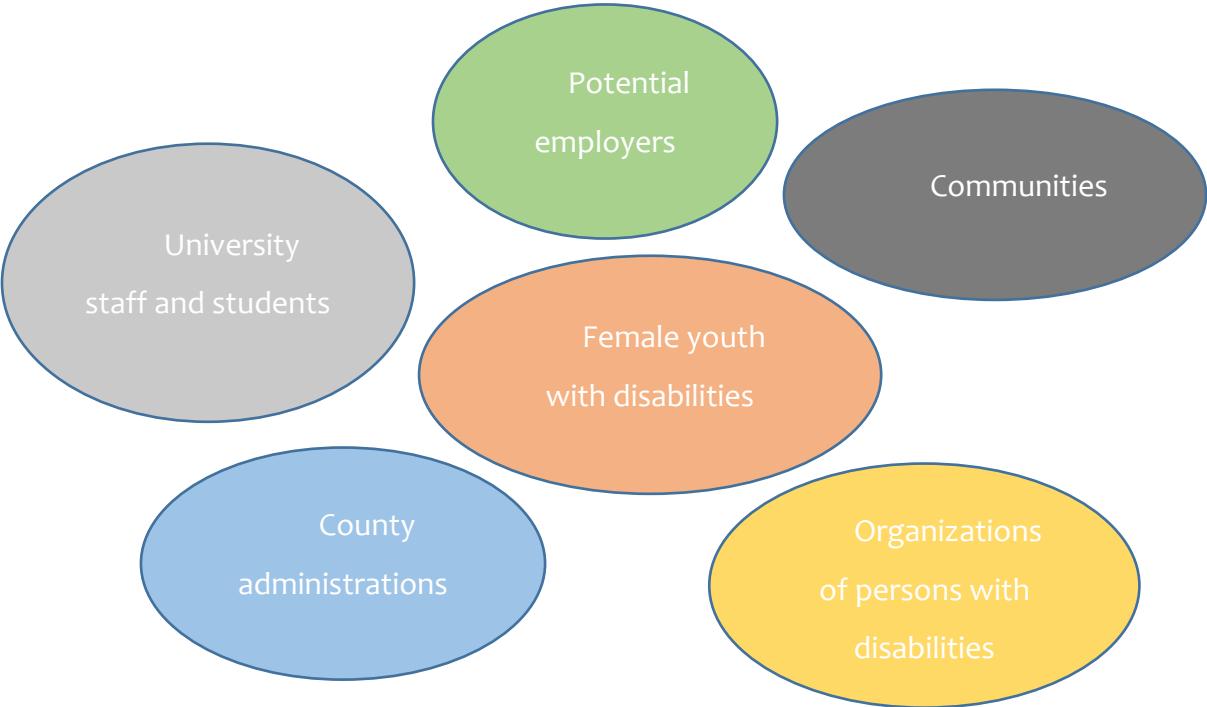 Potential
employers
Communities
University
staff and students
Female youth
with disabilities
County
administrations
Organizations
of persons with
disabilities